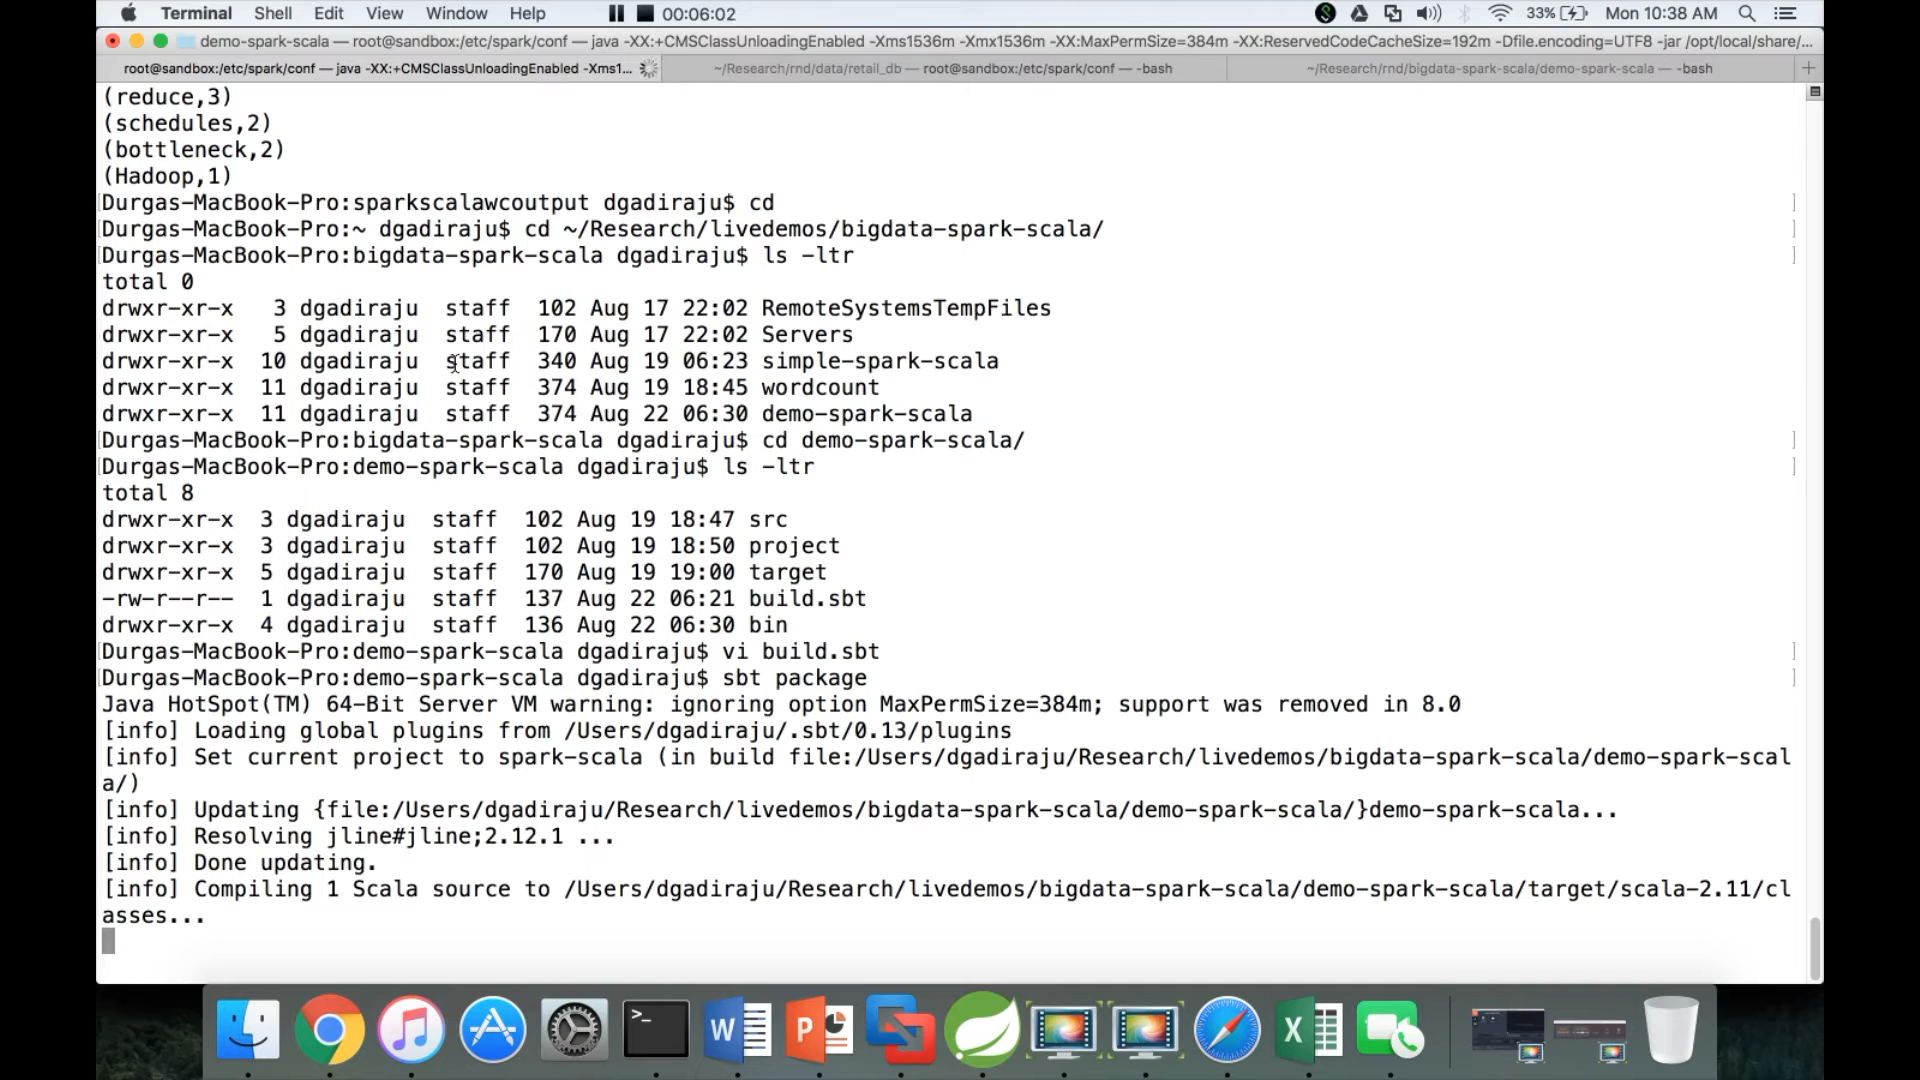 Terminal Shell Edit View Window Help 00:06:02 33% Mon 10:38 AM
demo-spark-scala — root@sandbox:/etc/spark/conf — java -XX:+CMSClassUnloadingEnabled -Xms1536m -Xmx1536m -XX:MaxPermSize=384m -XX:ReservedCodeCacheSize=192m -Dfile.encoding=UTF8 -jar /opt/local/share/...
root@sandbox:/etc/spark/conf — java -XX:+CMSClassUnloadingEnabled -Xms1... ~/Research/rnd/data/retail_db — root@sandbox:/etc/spark/conf — -bash ~/Research/rnd/bigdata-spark-scala/demo-spark-scala — -bash +
(reduce,3)
(schedules,2)
(bottleneck,2)
(Hadoop,1)
[Durgas-MacBook-Pro:sparkscalawcoutput dgadiraju$ cd ]
[Durgas-MacBook-Pro:~ dgadiraju$ cd ~/Research/livedemos/bigdata-spark-scala/ ]
[Durgas-MacBook-Pro:bigdata-spark-scala dgadiraju$ ls -ltr ]
total 0
drwxr-xr-x 3 dgadiraju staff 102 Aug 17 22:02 RemoteSystemsTempFiles
drwxr-xr-x 5 dgadiraju staff 170 Aug 17 22:02 Servers
drwxr-xr-x 10 dgadiraju staff 340 Aug 19 06:23 simple-spark-scala
drwxr-xr-x 11 dgadiraju staff 374 Aug 19 18:45 wordcount
drwxr-xr-x 11 dgadiraju staff 374 Aug 22 06:30 demo-spark-scala
[Durgas-MacBook-Pro:bigdata-spark-scala dgadiraju$ cd demo-spark-scala/ ]
[Durgas-MacBook-Pro:demo-spark-scala dgadiraju$ ls -ltr ]
total 8
drwxr-xr-x 3 dgadiraju staff 102 Aug 19 18:47 src
drwxr-xr-x 3 dgadiraju staff 102 Aug 19 18:50 project
drwxr-xr-x 5 dgadiraju staff 170 Aug 19 19:00 target
-rw-r--r-- 1 dgadiraju staff 137 Aug 22 06:21 build.sbt
drwxr-xr-x 4 dgadiraju staff 136 Aug 22 06:30 bin
[Durgas-MacBook-Pro:demo-spark-scala dgadiraju$ vi build.sbt ]
[Durgas-MacBook-Pro:demo-spark-scala dgadiraju$ sbt package ]
Java HotSpot(TM) 64-Bit Server VM warning: ignoring option MaxPermSize=384m; support was removed in 8.0
[info] Loading global plugins from /Users/dgadiraju/.sbt/0.13/plugins
[info] Set current project to spark-scala (in build file:/Users/dgadiraju/Research/livedemos/bigdata-spark-scala/demo-spark-scal
a/)
[info] Updating {file:/Users/dgadiraju/Research/livedemos/bigdata-spark-scala/demo-spark-scala/}demo-spark-scala...
[info] Resolving jline#jline;2.12.1 ...
[info] Done updating.
[info] Compiling 1 Scala source to /Users/dgadiraju/Research/livedemos/bigdata-spark-scala/demo-spark-scala/target/scala-2.11/cl
asses...